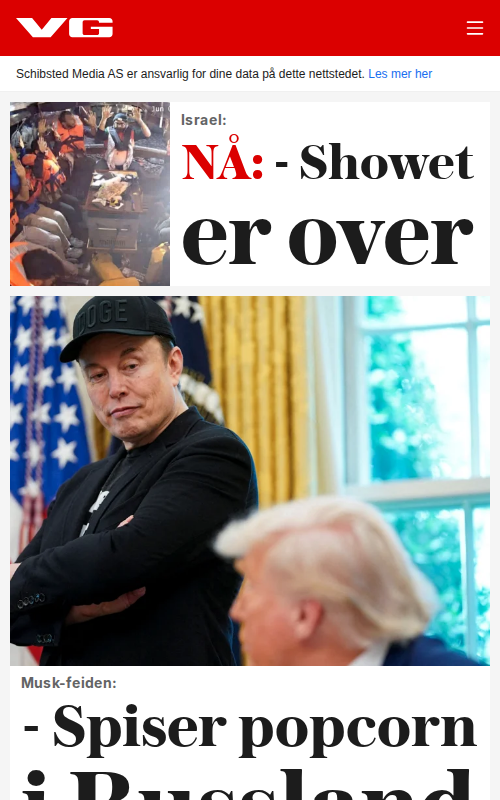 VG
Schibsted Media AS er ansvarlig for dine data på dette nettstedet. Les mer her
Israel:
NÅ: - Showet
er over
DOGE
Musk-feiden:
- Spiser popcorn
i Russland